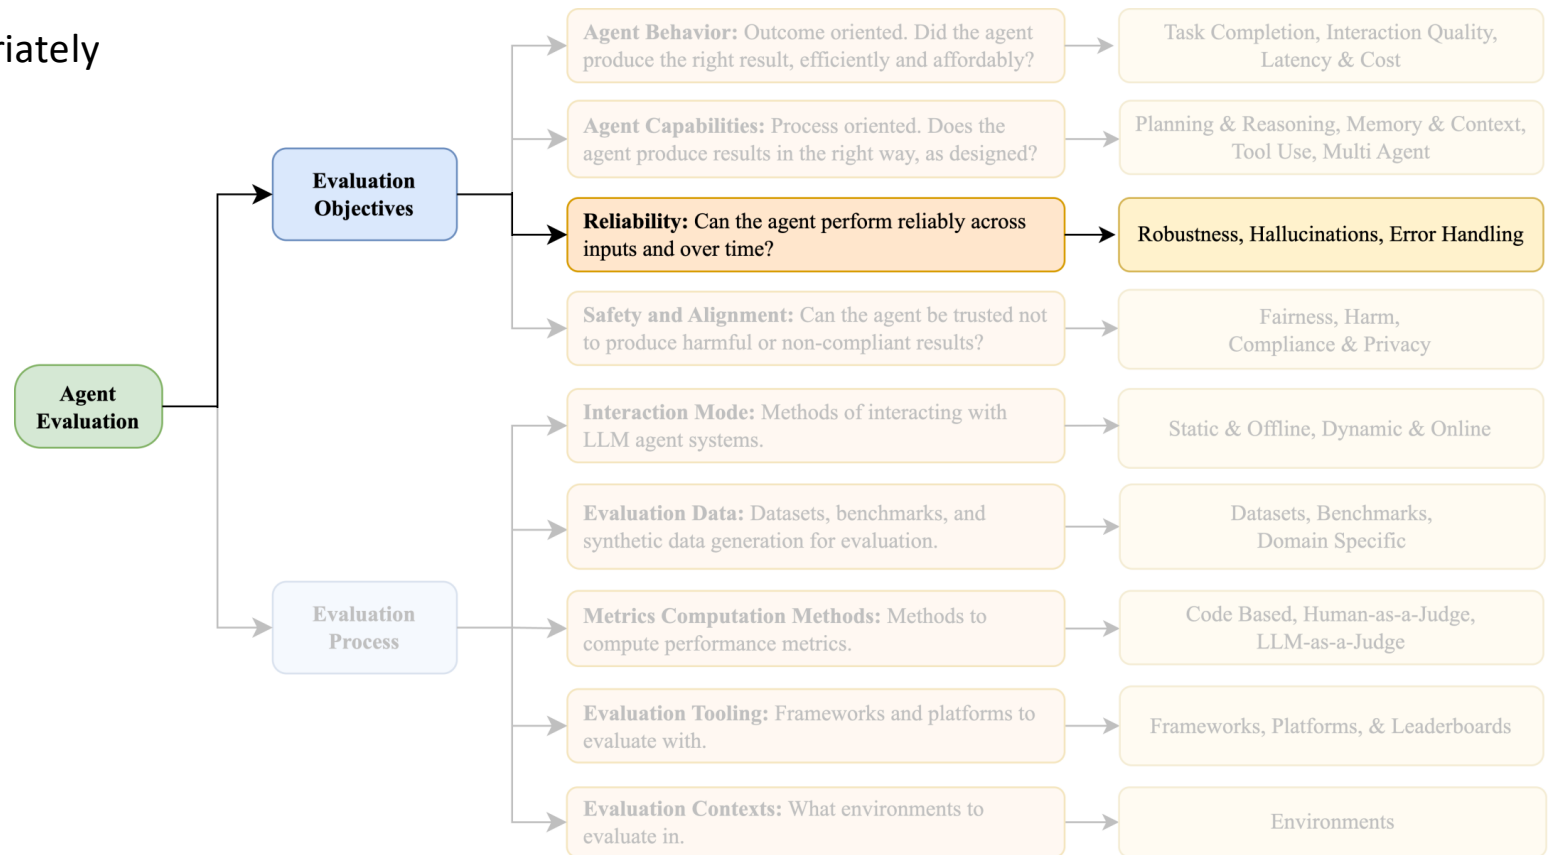 riately
Agent Behavior: Outcome oriented. Did the agent
produce the right result, efficiently and affordably?
Task Completion, Interaction Quality,
Latency & Cost
Agent Capabilities: Process oriented. Does the
agent produce results in the right way, as designed?
Planning & Reasoning, Memory & Context,
Tool Use, Multi Agent
Evaluation
Objectives
Reliability: Can the agent perform reliably across
inputs and over time?
Robustness, Hallucinations, Error Handling
Safety and Alignment: Can the agent be trusted not
to produce harmful or non-compliant results?
Fairness, Harm,
Compliance & Privacy
Agent
Evaluation
Interaction Mode: Methods of interacting with
LLM agent systems.
Static & Offline, Dynamic & Online
Evaluation Data: Datasets, benchmarks, and
synthetic data generation for evaluation.
Datasets, Benchmarks,
Domain Specific
Evaluation
Process
Metrics Computation Methods: Methods to
compute performance metrics.
Code Based, Human-as-a-Judge,
LLM-as-a-Judge
Evaluation Tooling: Frameworks and platforms to
evaluate with.
Frameworks, Platforms, & Leaderboards
Evaluation Contexts: What environments to
evaluate in.
Environments